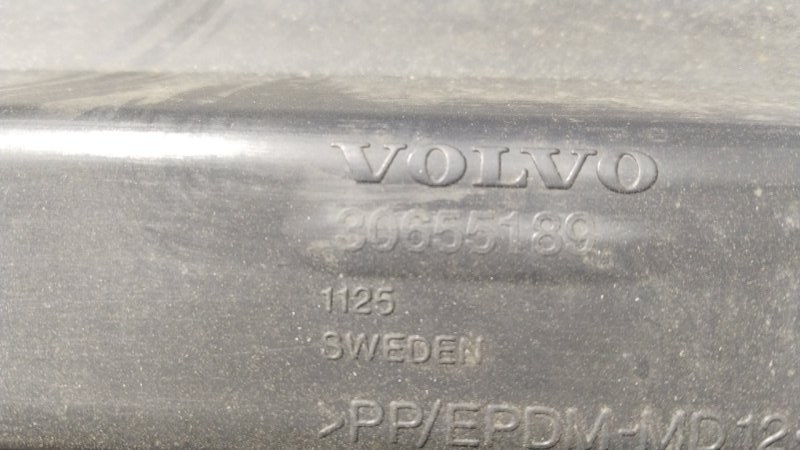 VOLVO
30655189
1125
SWEDEN
>PP/EPDM-MD12